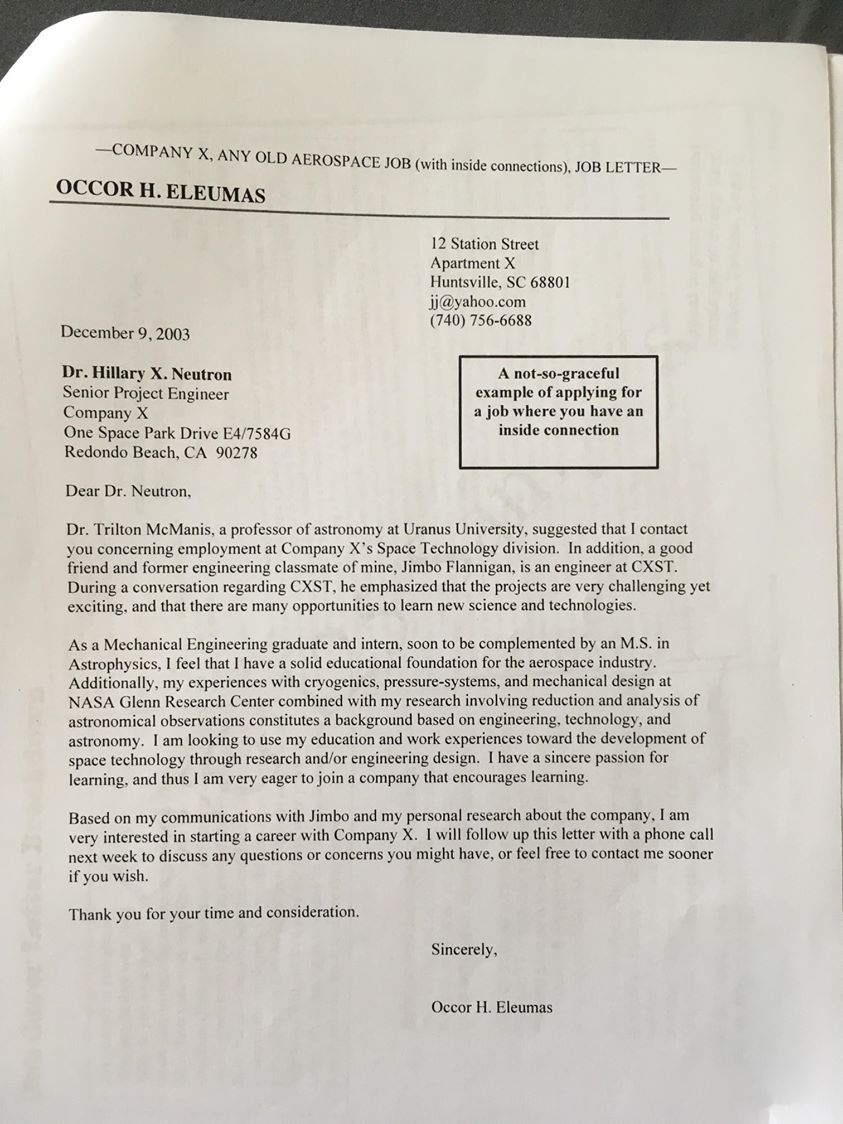 —COMPANY X, ANY OLD AEROSPACE JOB (with inside connections), JOB LETTER—
OCCOR H. ELEUMAS
12 Station Street
Apartment X
Huntsville, SC 68801
jj@yahoo.com
(740) 756-6688
December 9, 2003
Dr. Hillary X. Neutron
Senior Project Engineer
Company X
One Space Park Drive E4/7584G
Redondo Beach, CA 90278
A not-so-graceful
example of applying for
a job where you have an
inside connection
Dear Dr. Neutron,
Dr. Trilton McManis, a professor of astronomy at Uranus University, suggested that I contact
you concerning employment at Company X's Space Technology division. In addition, a good
friend and former engineering classmate of mine, Jimbo Flannigan, is an engineer at CXST.
During a conversation regarding CXST, he emphasized that the projects are very challenging yet
exciting, and that there are many opportunities to learn new science and technologies.
As a Mechanical Engineering graduate and intern, soon to be complemented by an M.S. in
Astrophysics, I feel that I have a solid educational foundation for the aerospace industry.
Additionally, my experiences with cryogenics, pressure-systems, and mechanical design at
NASA Glenn Research Center combined with my research involving reduction and analysis of
astronomical observations constitutes a background based on engineering, technology, and
astronomy. I am looking to use my education and work experiences toward the development of
space technology through research and/or engineering design. I have a sincere passion for
learning, and thus I am very eager to join a company that encourages learning.
Based on my communications with Jimbo and my personal research about the company, I am
very interested in starting a career with Company X. I will follow up this letter with a phone call
next week to discuss any questions or concerns you might have, or feel free to contact me sooner
if you wish.
Thank you for your time and consideration.
Sincerely,
Occor H. Eleumas